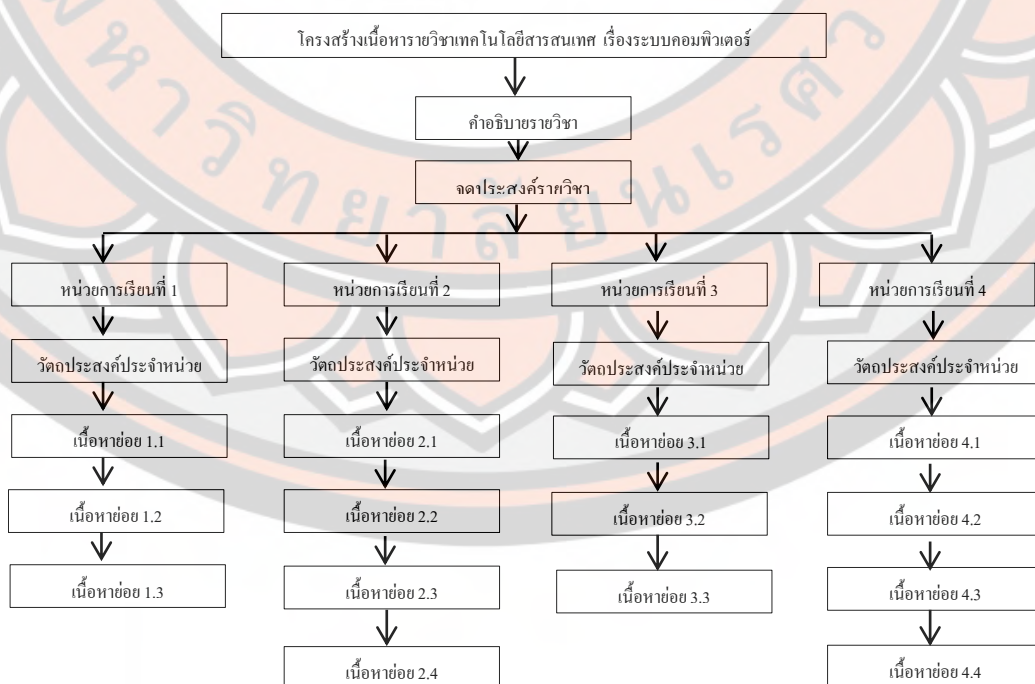 โครงสร้างเนื้อหารายวิชาเทคโนโลยีสารสนเทศ เรื่องระบบคอมพิวเตอร์
คำอธิบายรายวิชา
จดประสงค์รายวิชา
หน่วยการเรียนที่ 1
หน่วยการเรียนที่ 2
หน่วยการเรียนที่ 3
หน่วยการเรียนที่ 4
วัตถประสงค์ประจำหน่วย
วัตถประสงค์ประจำหน่วย
วัตถประสงค์ประจำหน่วย
วัตถประสงค์ประจำหน่วย
เนื้อหาย่อย 1.1
เนื้อหาย่อย 2.1
เนื้อหาย่อย 3.1
เนื้อหาย่อย 4.1
เนื้อหาย่อย 1.2
เนื้อหาย่อย 2.2
เนื้อหาย่อย 3.2
เนื้อหาย่อย 4.2
เนื้อหาย่อย 1.3
เนื้อหาย่อย 2.3
เนื้อหาย่อย 3.3
เนื้อหาย่อย 4.3
เนื้อหาย่อย 2.4
เนื้อหาย่อย 4.4
มหาวิทยาลัยนเรศว